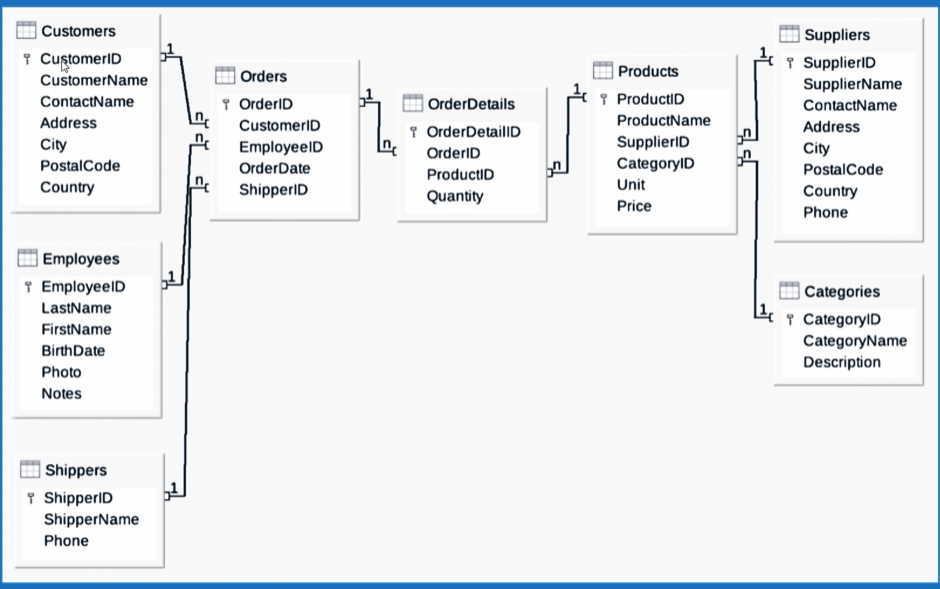 Customers
CustomerID
CustomerName
ContactName
Address
City
PostalCode
Country
1
n
n
n
Orders
OrderID
CustomerID
EmployeeID
OrderDate
ShipperID
1
n
OrderDetails
OrderDetailID
OrderID
ProductID
Quantity
1
n
Products
ProductID
ProductName
SupplierID
CategoryID
Unit
Price
1
n
n
1
Suppliers
SupplierID
SupplierName
ContactName
Address
City
PostalCode
Country
Phone
Employees
EmployeeID
LastName
FirstName
BirthDate
Photo
Notes
1
Categories
CategoryID
CategoryName
Description
Shippers
ShipperID
ShipperName
Phone
1